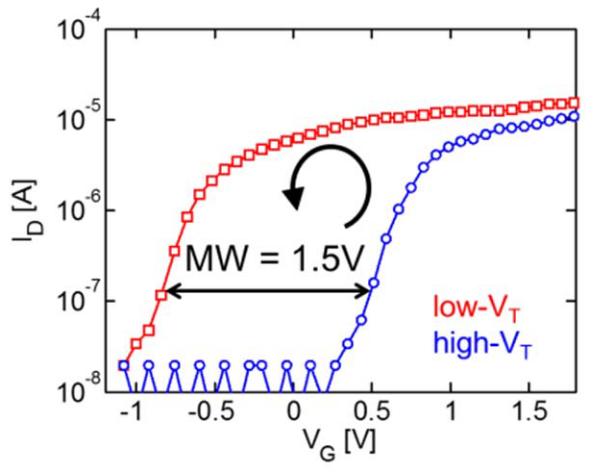 10⁻⁴
10⁻⁵
10⁻⁶
10⁻⁷
10⁻⁸
I_D [A]
MW = 1.5V
low-V_T
high-V_T
-1 -0.5 0 0.5 1 1.5
V_G [V]